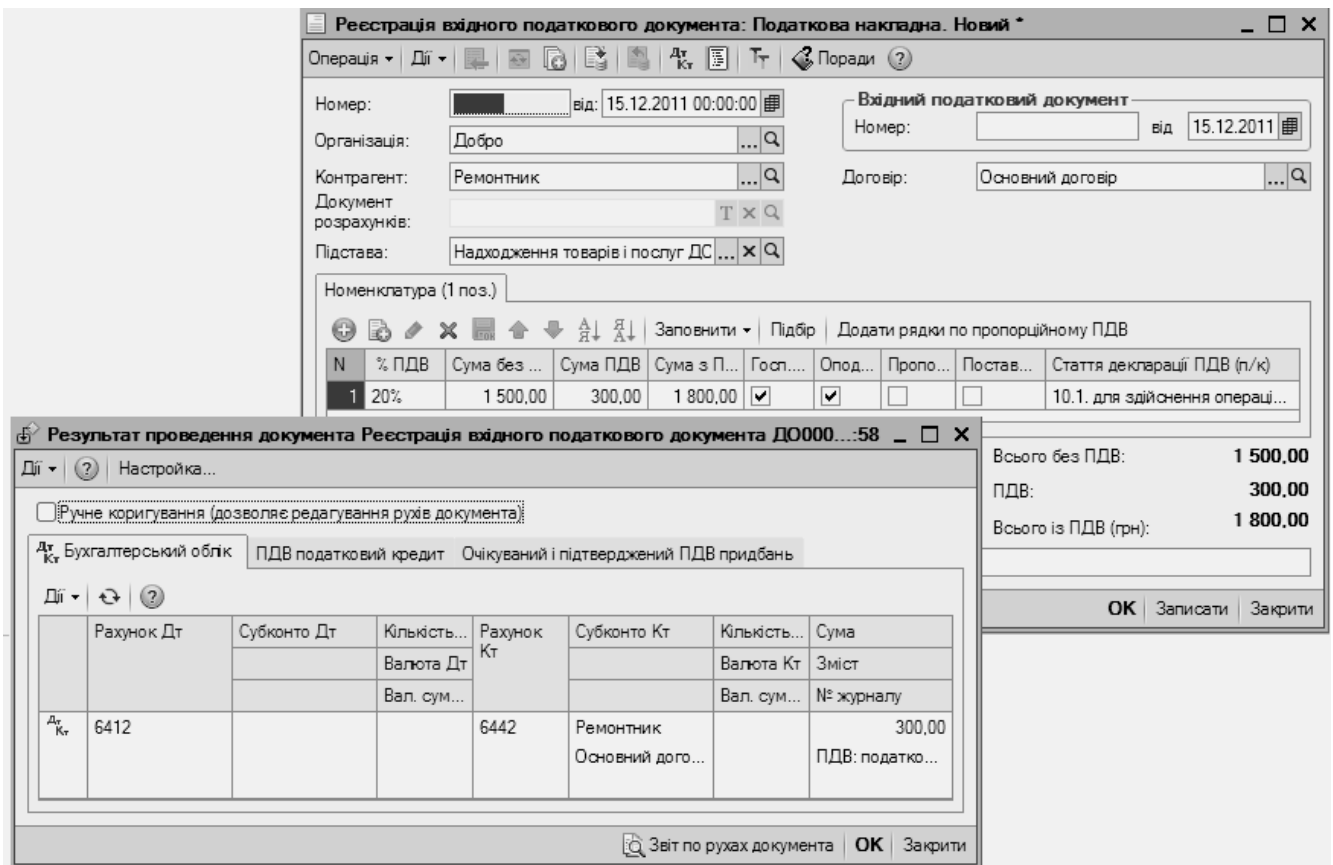 Реєстрація вхідного податкового документа: Податкова накладна. Новий *
Операція Дії Дт Кт Тт Поради ?
Номер: від: 15.12.2011 00:00:00
Вхідний податковий документ
Номер: від 15.12.2011
Організація: Добро ...
Контрагент: Ремонтник ...
Договір: Основний договір ...
Документ розрахунків: T
Підстава: Надходження товарів і послуг ДО ...
Номенклатура (1 поз.)
Заповнити Підбір Додати рядки по пропорційному ПДВ
N % ПДВ Сума без ... Сума ПДВ Сума з П... Госп.... Опод... Пропо... Постав... Стаття декларації ПДВ (п/к)
1 20% 1 500,00 300,00 1 800,00 10.1. для здійснення операці...
Всього без ПДВ: 1 500,00
ПДВ: 300,00
Всього із ПДВ (грн): 1 800,00
OK Записати Закрити
Результат проведення документа Реєстрація вхідного податкового документа ДО000...:58
Дії ? Настройка...
Ручне коригування (дозволяє редагування рухів документа)
Дт Кт Бухгалтерський облік ПДВ податковий кредит Очікуваний і підтверджений ПДВ придбань
Дії ?
Рахунок Дт Субконто Дт Кількість... Рахунок Кт Субконто Кт Кількість... Сума
Валюта Дт Валюта Кт Зміст
Вал. сум... Вал. сум... № журналу
Дт Кт 6412 6442 Ремонтник 300,00
Основний дого... ПДВ: податко...
Звіт по рухах документа OK Закрити